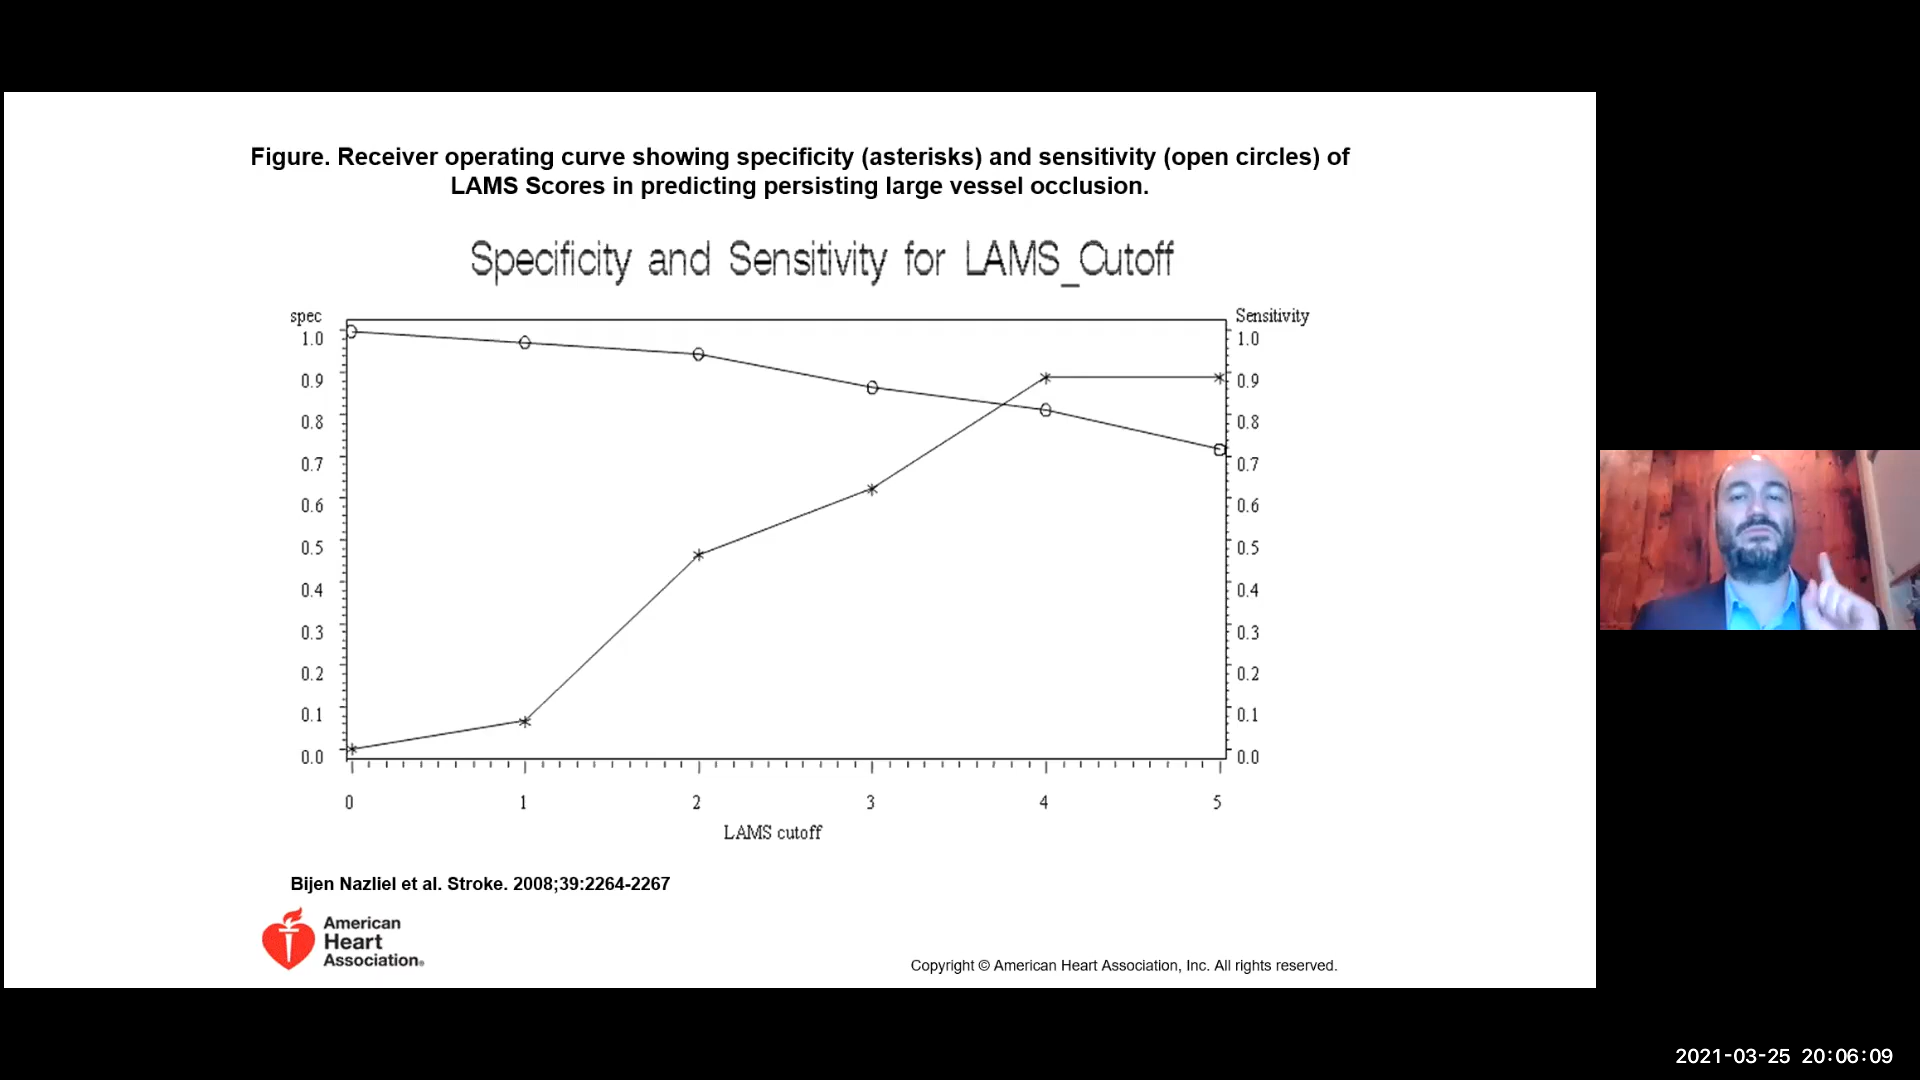 Figure. Receiver operating curve showing specificity (asterisks) and sensitivity (open circles) of
LAMS Scores in predicting persisting large vessel occlusion.
Specificity and Sensitivity for LAMS_Cutoff
spec
Sensitivity
1.0
1.0
0.9
0.9
0.8
0.8
0.7
0.7
0.6
0.6
0.5
0.5
0.4
0.4
0.3
0.3
0.2
0.2
0.1
0.1
0.0
0.0
0 1 2 3 4 5
LAMS cutoff
Bijen Nazliel et al. Stroke. 2008;39:2264-2267
American
Heart
Association®
Copyright © American Heart Association, Inc. All rights reserved.
2021-03-25 20:06:09